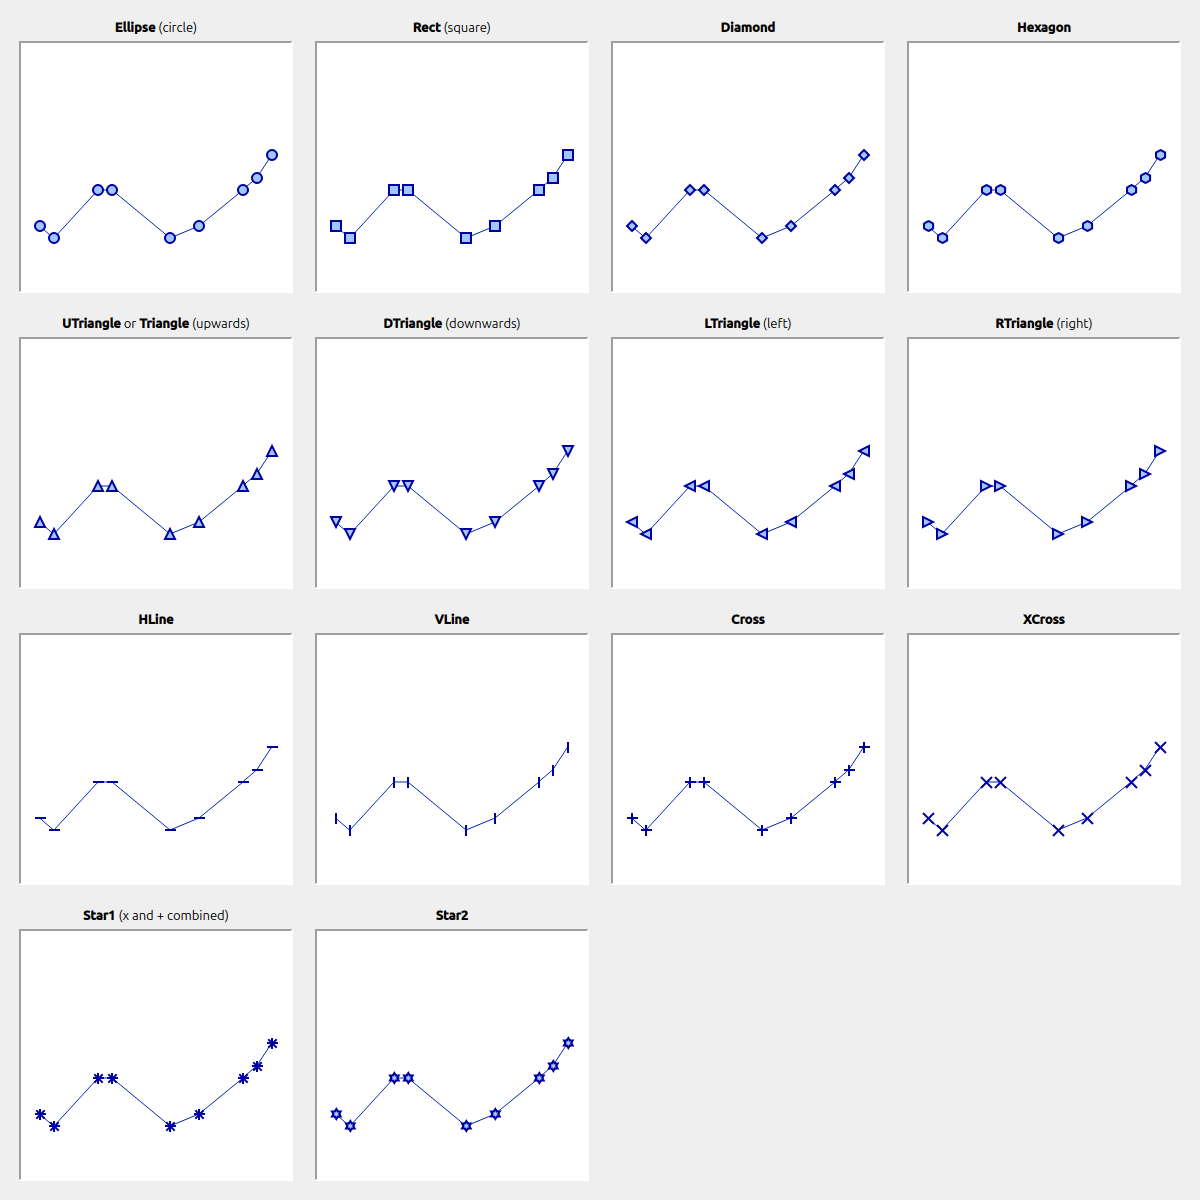 Ellipse (circle)
Rect (square)
Diamond
Hexagon
UTriangle or Triangle (upwards)
DTriangle (downwards)
LTriangle (left)
RTriangle (right)
HLine
VLine
Cross
XCross
Star1 (x and + combined)
Star2